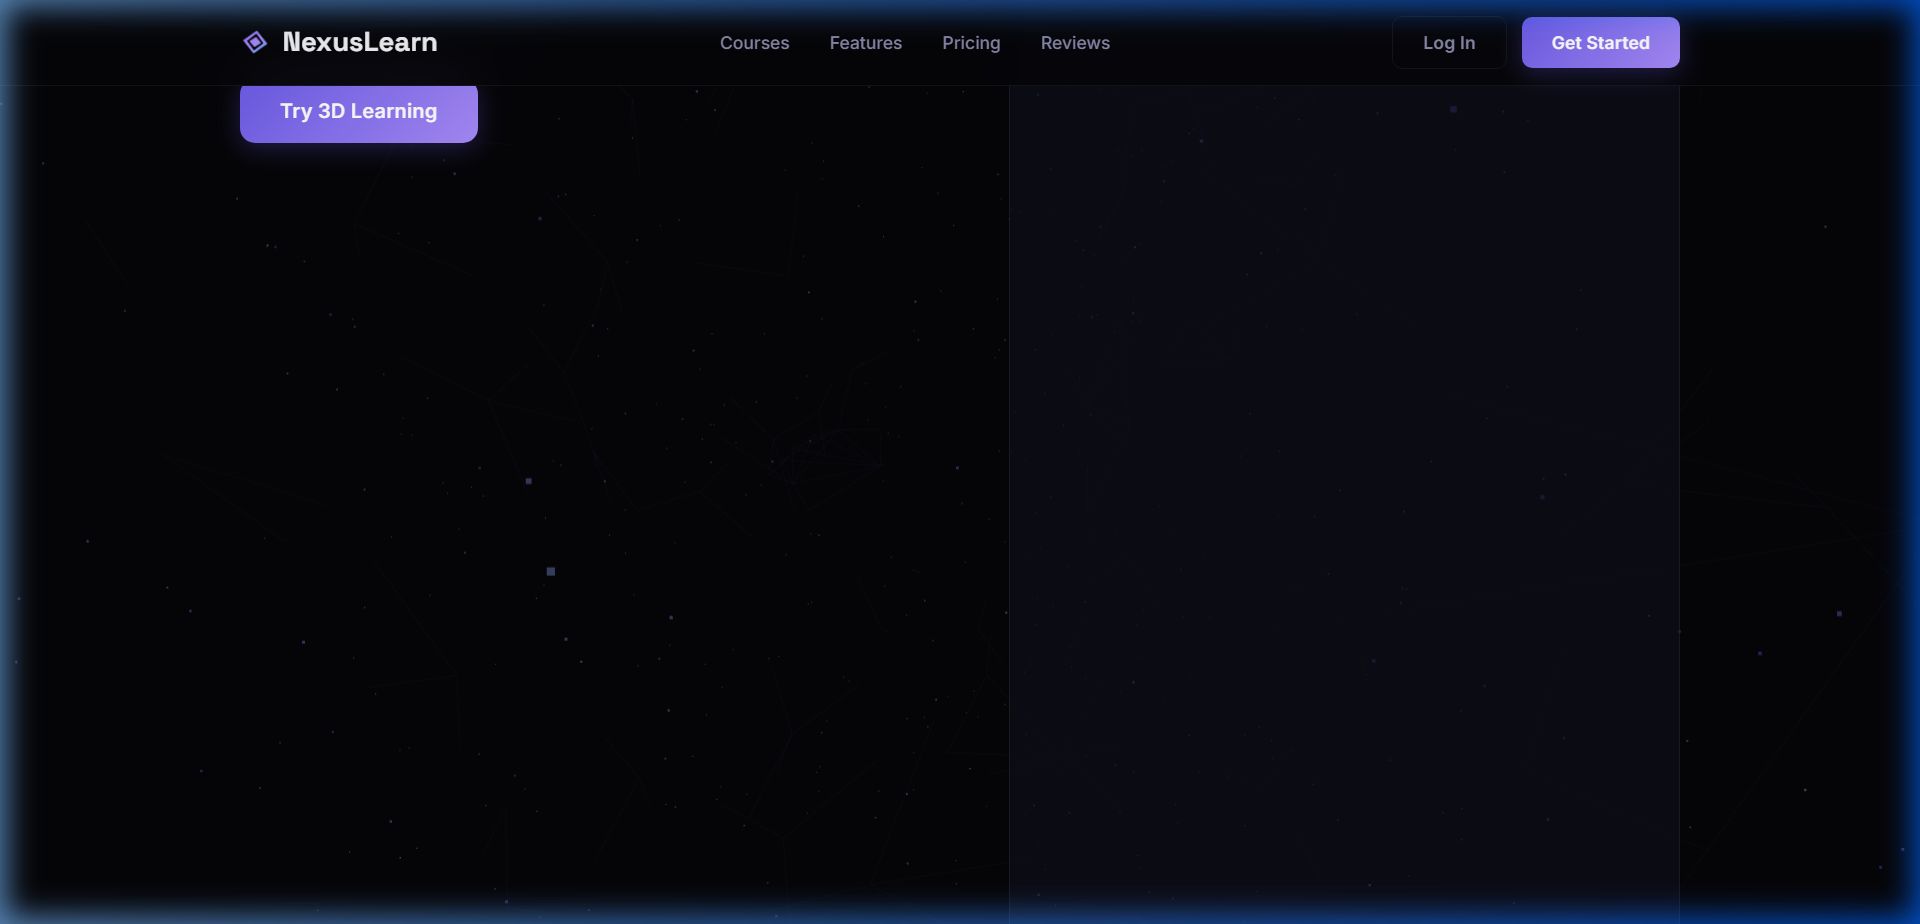 NexusLearn
Courses
Features
Pricing
Reviews
Log In
Get Started
Try 3D Learning